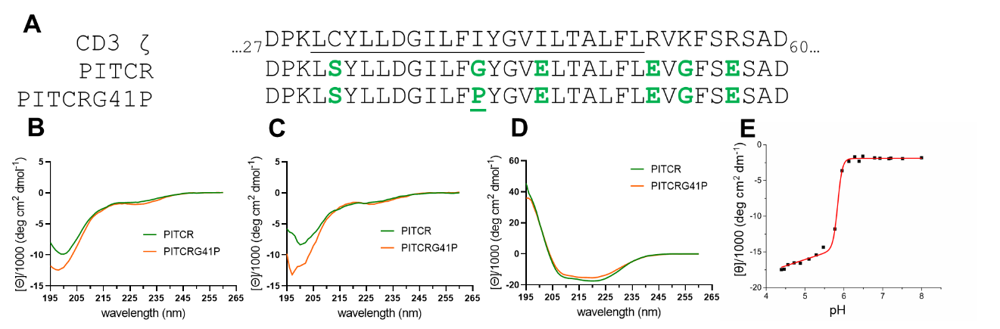 A
CD3 ζ ...27DPKLCYLLDGILFIYGVILTALFLRVKFSRSAD60...
PITCR DPKLSYLLDGILFGYGVELTALFLEVGFSESAD
PITCRG41P DPKLSYLLDGILFPYGVELTALFLEVGFSESAD
B
[Θ]/1000 (deg cm2 dmol-1)
5
0
-5
-10
-15
195 205 215 225 235 245 255 265
wavelength (nm)
PITCR
PITCRG41P
C
[Θ]/1000 (deg cm2 dmol-1)
5
0
-5
-10
-15
195 205 215 225 235 245 255 265
wavelength (nm)
PITCR
PITCRG41P
D
[Θ]/1000 (deg cm2 dmol-1)
60
40
20
0
-20
195 205 215 225 235 245 255 265
wavelength (nm)
PITCR
PITCRG41P
E
[θ]/1000 (deg cm2 dm-1)
0
-5
-10
-15
-20
4 5 6 7 8
pH